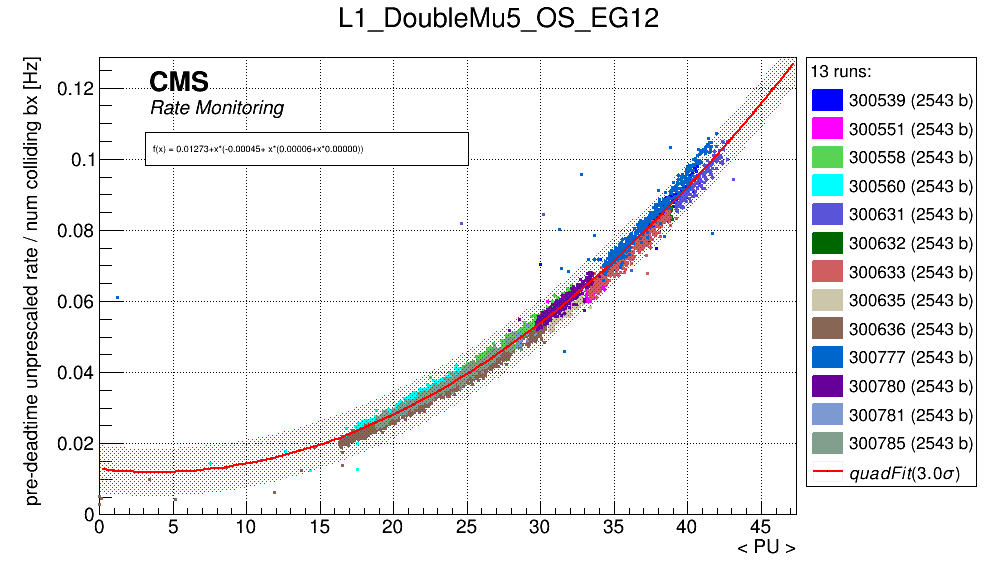 L1_DoubleMu5_OS_EG12
pre-deadtime unprescaled rate / num colliding bx [Hz]
CMS
Rate Monitoring
f(x) = 0.01273+x*(-0.00045+ x*(0.00006+x*0.00000))
0.12
0.1
0.08
0.06
0.04
0.02
0
0 5 10 15 20 25 30 35 40 45
< PU >
13 runs:
300539 (2543 b)
300551 (2543 b)
300558 (2543 b)
300560 (2543 b)
300631 (2543 b)
300632 (2543 b)
300633 (2543 b)
300635 (2543 b)
300636 (2543 b)
300777 (2543 b)
300780 (2543 b)
300781 (2543 b)
300785 (2543 b)
quadFit(3.0σ)